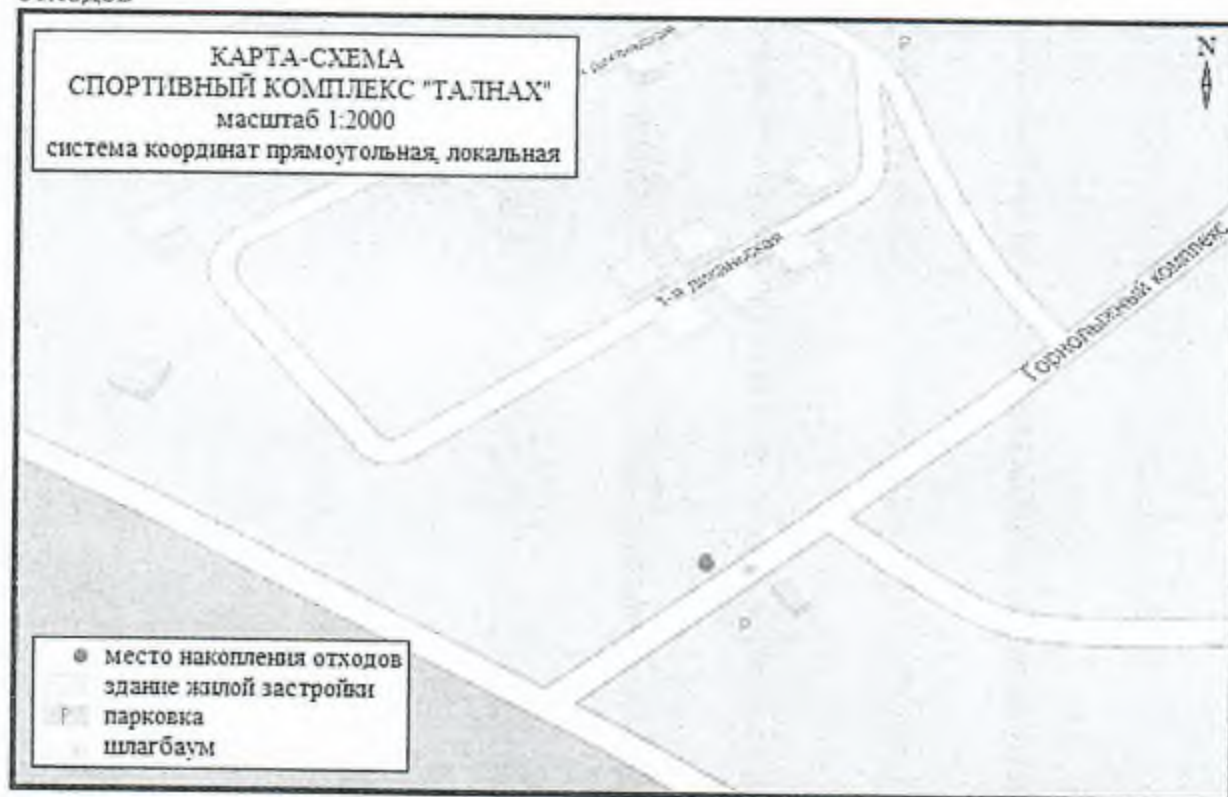 КАРТА-СХЕМА
СПОРТИВНЫЙ КОМПЛЕКС "ТАЛНАХ"
масштаб 1:2000
система координат прямоугольная, локальная
P
N
1-я
Горнолыжный комплекс
P
место накопления отходов
здание жилой застройки
P парковка
шлагбаум